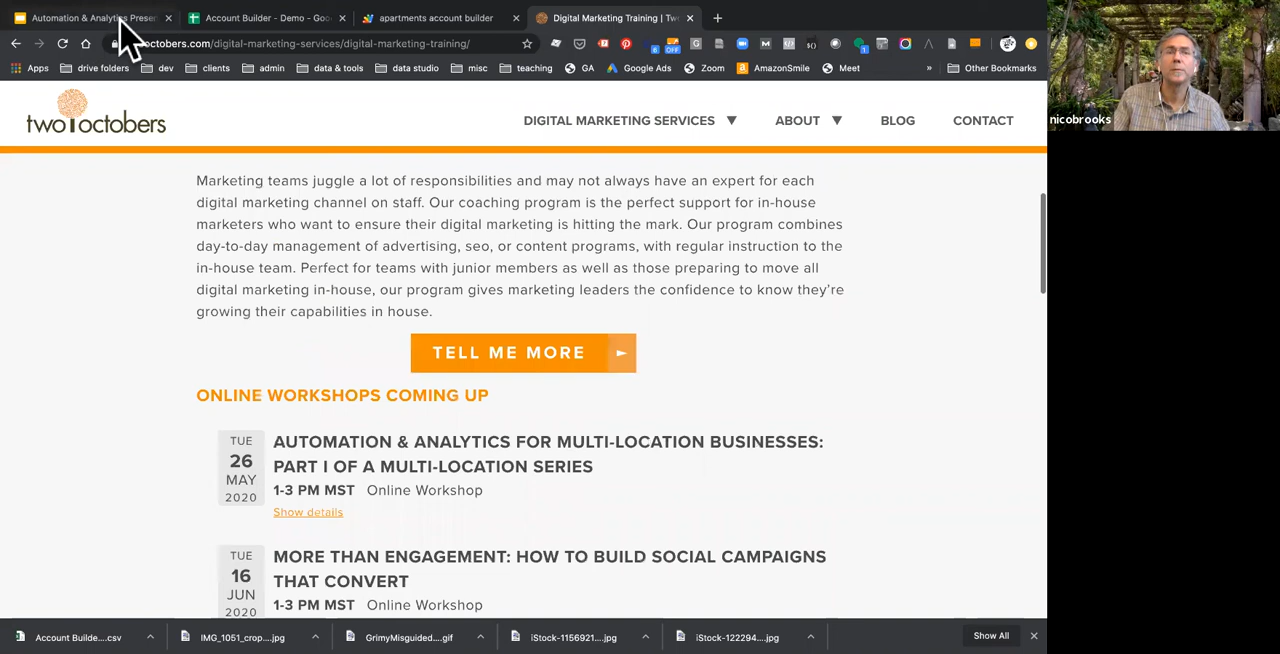 Automation & Analytics Presen
Account Builder - Demo - Goo
apartments account builder
Digital Marketing Training | Two
octobers.com/digital-marketing-services/digital-marketing-training/
Apps
drive folders
dev
clients
admin
data & tools
data studio
misc
teaching
GA
Google Ads
Zoom
AmazonSmile
Meet
»
Other Bookmarks
nicobrooks
two octobers
DIGITAL MARKETING SERVICES
ABOUT
BLOG
CONTACT
Marketing teams juggle a lot of responsibilities and may not always have an expert for each
digital marketing channel on staff. Our coaching program is the perfect support for in-house
marketers who want to ensure their digital marketing is hitting the mark. Our program combines
day-to-day management of advertising, seo, or content programs, with regular instruction to the
in-house team. Perfect for teams with junior members as well as those preparing to move all
digital marketing in-house, our program gives marketing leaders the confidence to know they're
growing their capabilities in house.
TELL ME MORE
ONLINE WORKSHOPS COMING UP
TUE
26
MAY
2020
AUTOMATION & ANALYTICS FOR MULTI-LOCATION BUSINESSES:
PART I OF A MULTI-LOCATION SERIES
1-3 PM MST Online Workshop
Show details
TUE
16
JUN
2020
MORE THAN ENGAGEMENT: HOW TO BUILD SOCIAL CAMPAIGNS
THAT CONVERT
1-3 PM MST Online Workshop
Account Builde....csv
IMG_1051_crop....jpg
GrimyMisguided....gif
iStock-1156921....jpg
iStock-122294....jpg
Show All